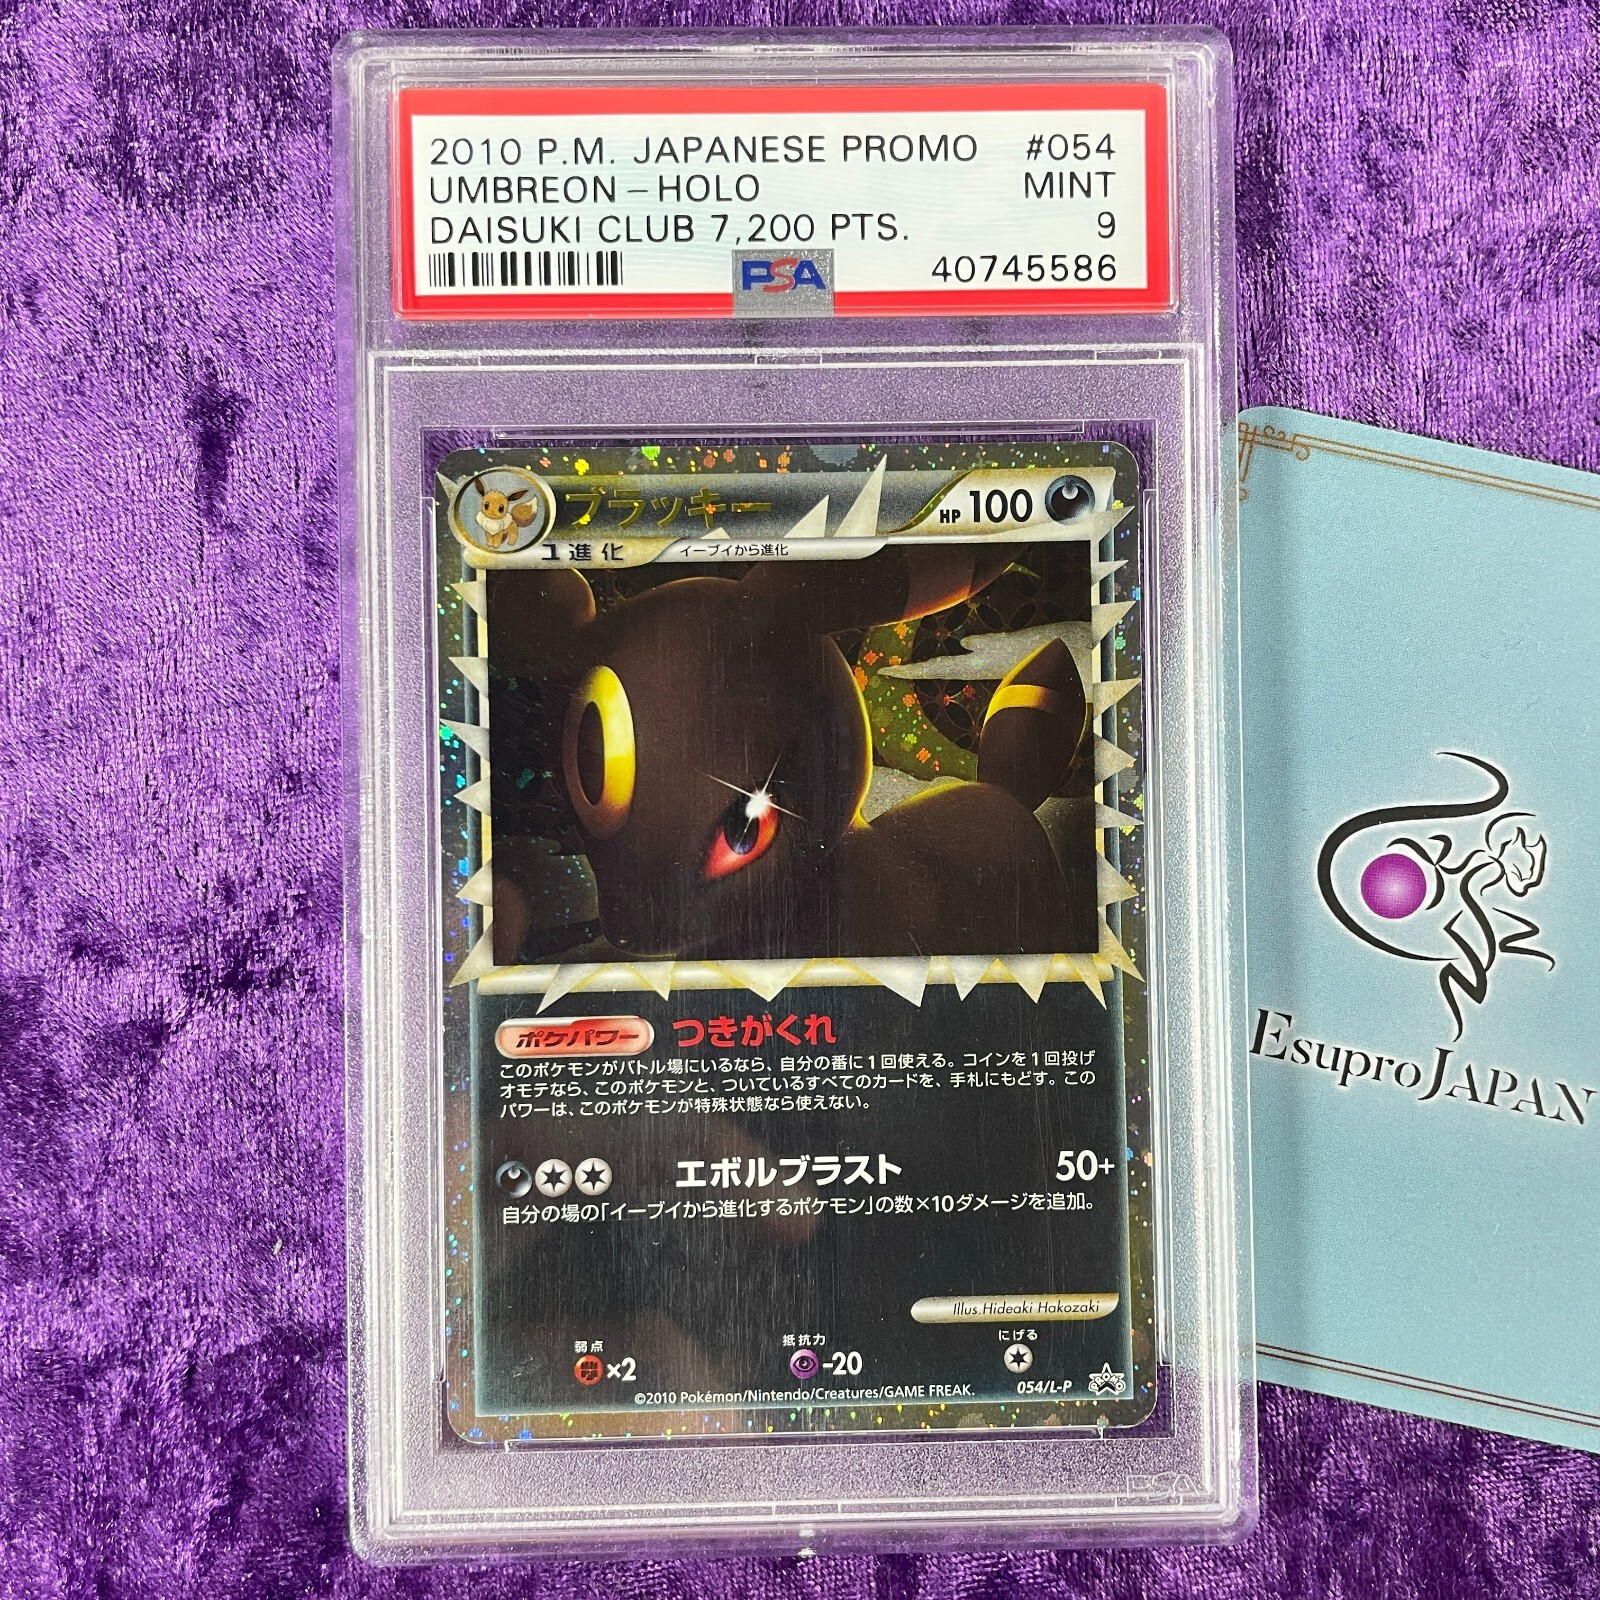 2010 P.M. JAPANESE PROMO #054
UMBREON - HOLO MINT
DAISUKI CLUB 7,200 PTS. 9
PSA 40745586
ブラッキー HP 100
1進化 イーブイから進化
ポケパワー つきがくれ
このポケモンがバトル場にいるなら、自分の番に1回使える。コインを1回投げ
オモテなら、このポケモンと、ついているすべてのカードを、手札にもどす。この
パワーは、このポケモンが特殊状態なら使えない。
エボルブラスト 50+
自分の場の「イーブイから進化するポケモン」の数×10ダメージを追加。
Illus.Hideaki Hakozaki
弱点 抵抗力 にげる
×2 -20
©2010 Pokémon/Nintendo/Creatures/GAME FREAK. 054/L-P PROMO
PSA
EsuproJAPAN